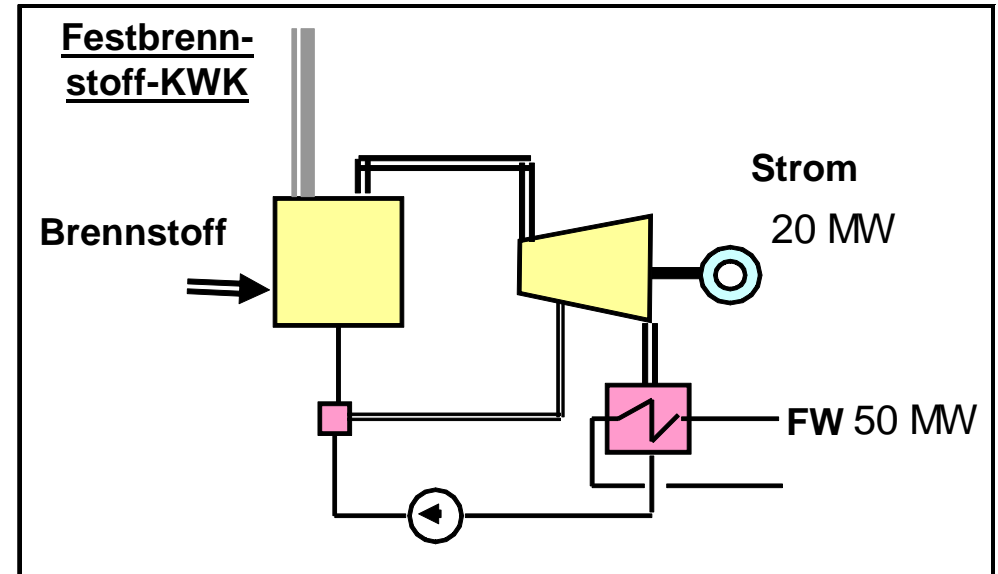 Festbrenn-
stoff-KWK
Strom
20 MW
Brennstoff
FW 50 MW